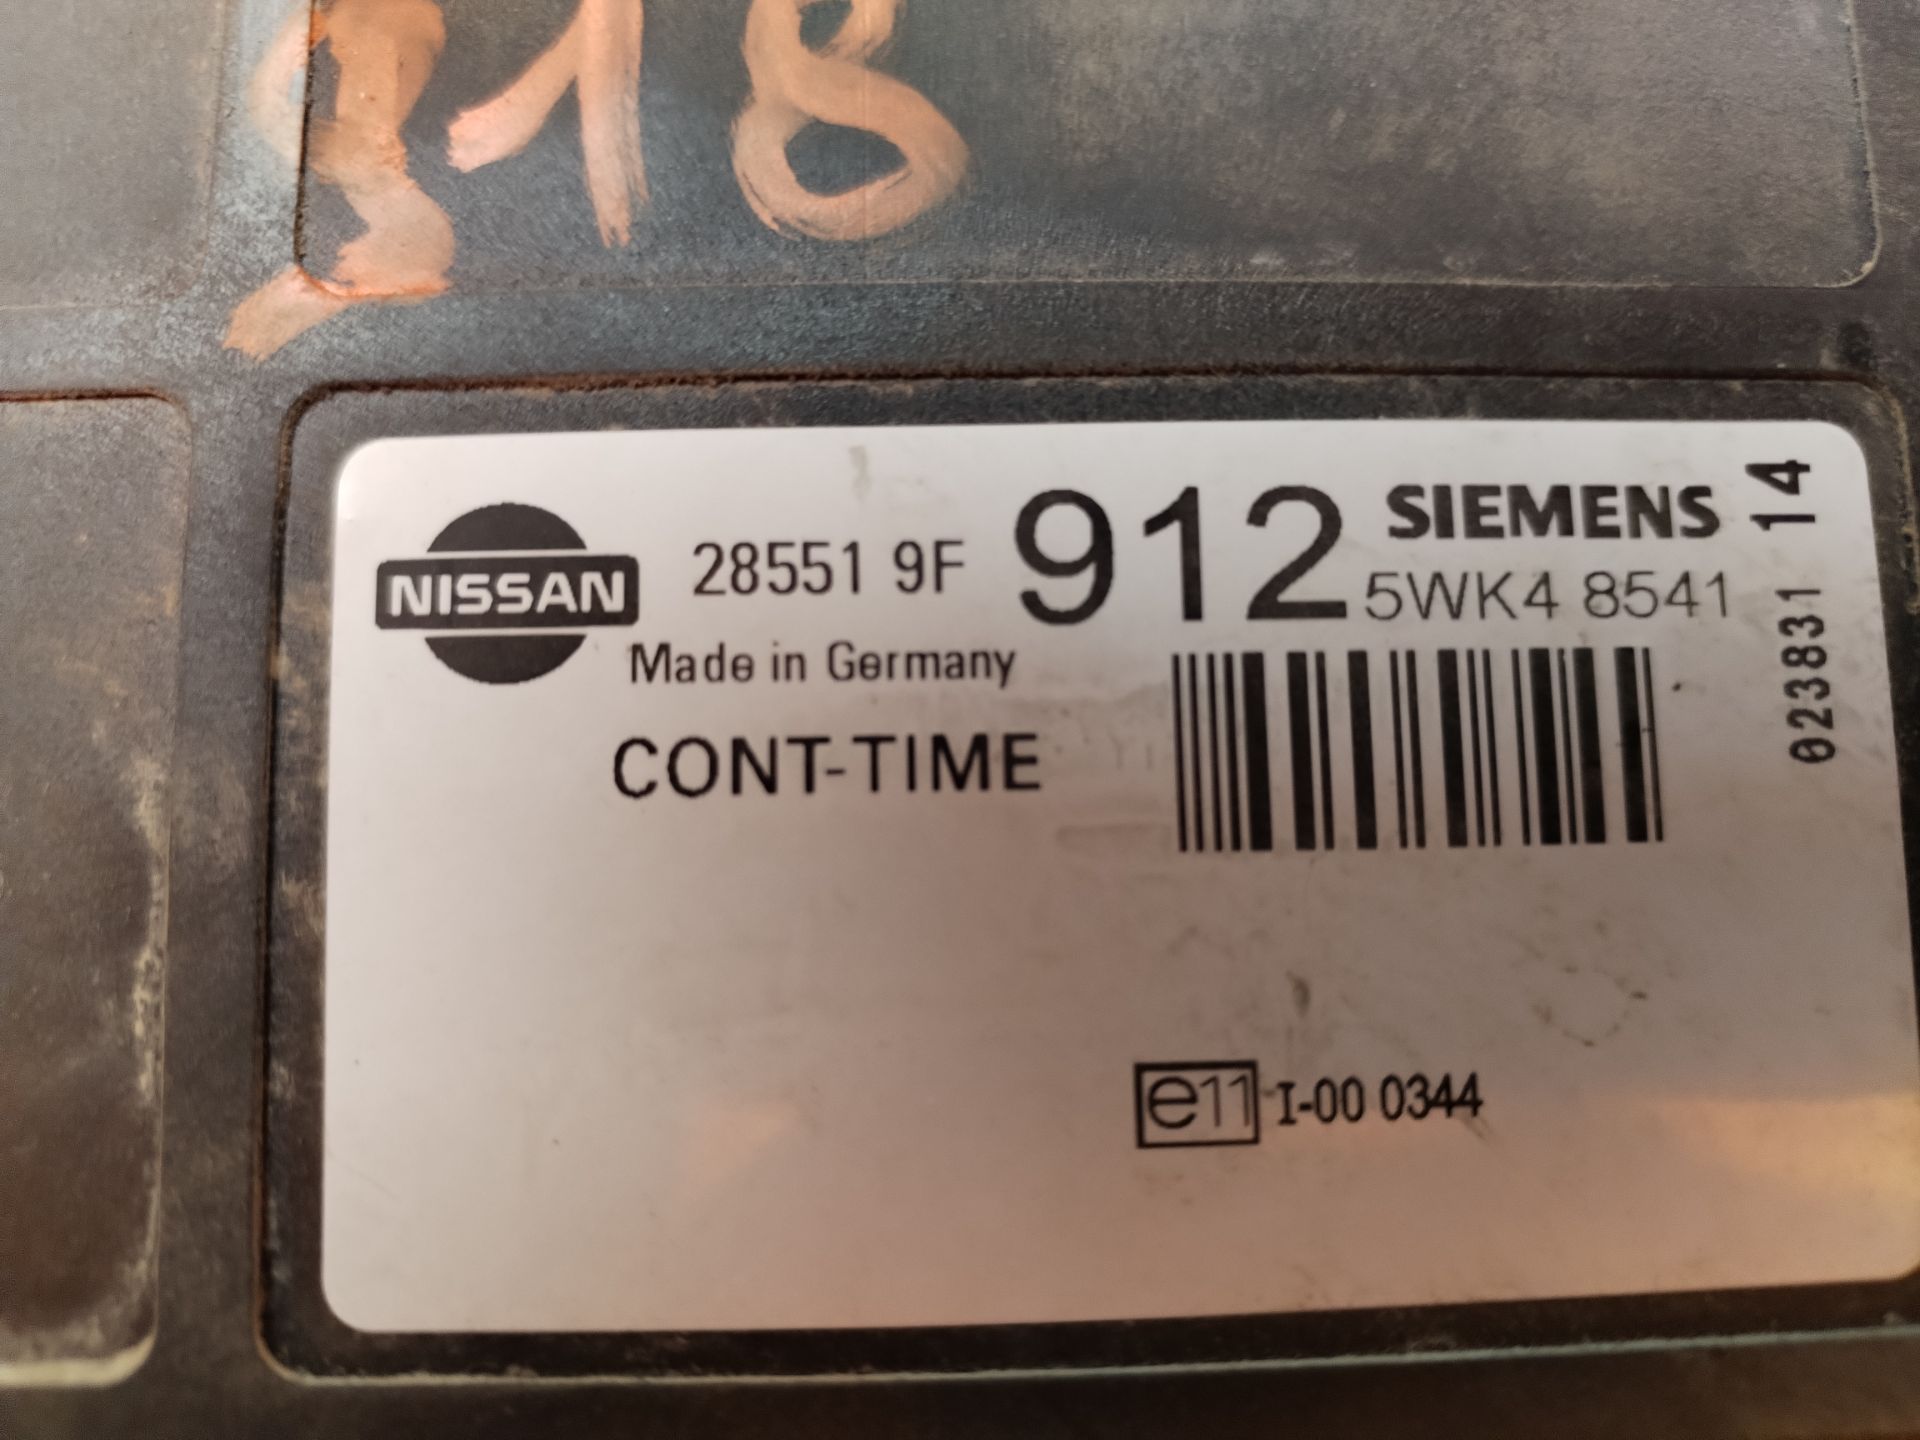 918
NISSAN
28551 9F 912
SIEMENS
5WK4 8541
Made in Germany
CONT-TIME
023831 14
e11 I-00 0344